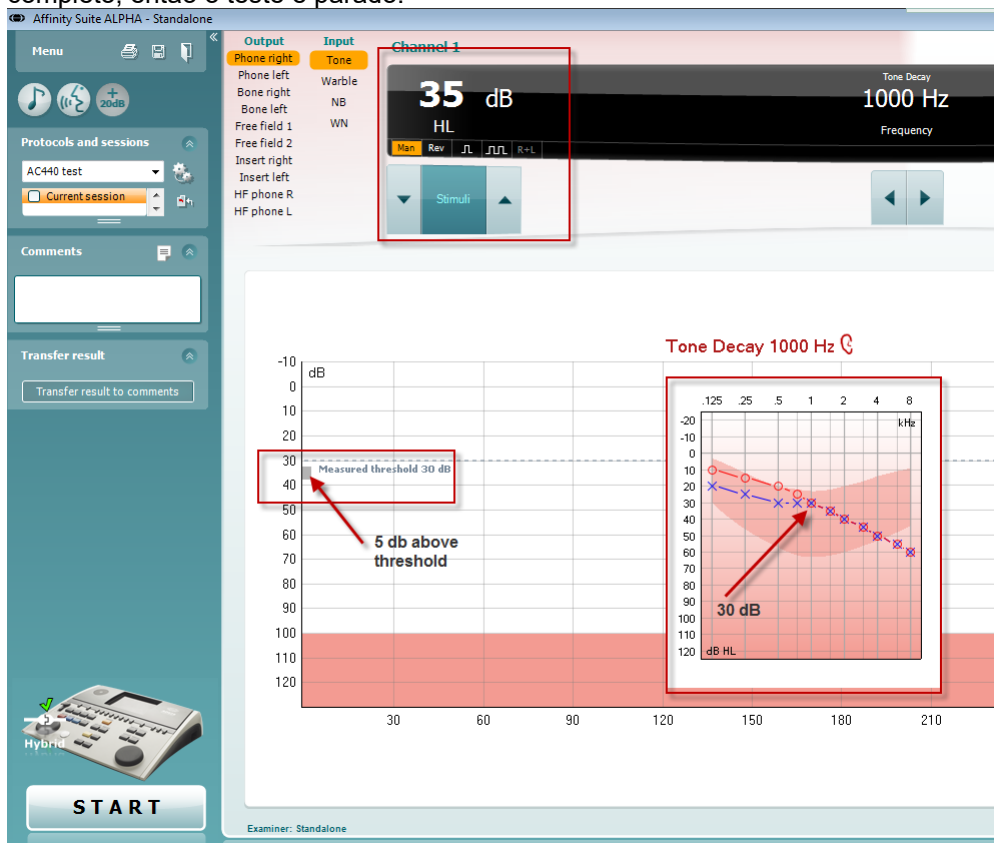 completo, então o teste é parado.
Affinity Suite ALPHA - Standalone
Menu
+
20dB
Protocols and sessions
AC440 test
Current session
Comments
Transfer result
Transfer result to comments
Hybrid
START
Output Input
Phone right Tone
Phone left Warble
Bone right NB
Bone left WN
Free field 1
Free field 2
Insert right
Insert left
HF phone R
HF phone L
Channel 1
35 dB
HL
Man Rev R+L
Stimuli
Tone Decay
1000 Hz
Frequency
Tone Decay 1000 Hz
-10
dB
0
10
20
30
Measured threshold 30 dB
40
50
60
70
80
90
100
110
120
5 db above
threshold
30 60 90 120 150 180 210
.125 .25 .5 1 2 4 8
kHz
-20
-10
0
10
20
30
40
50
60
70
80
90
100
110
120
dB HL
30 dB
Examiner: Standalone